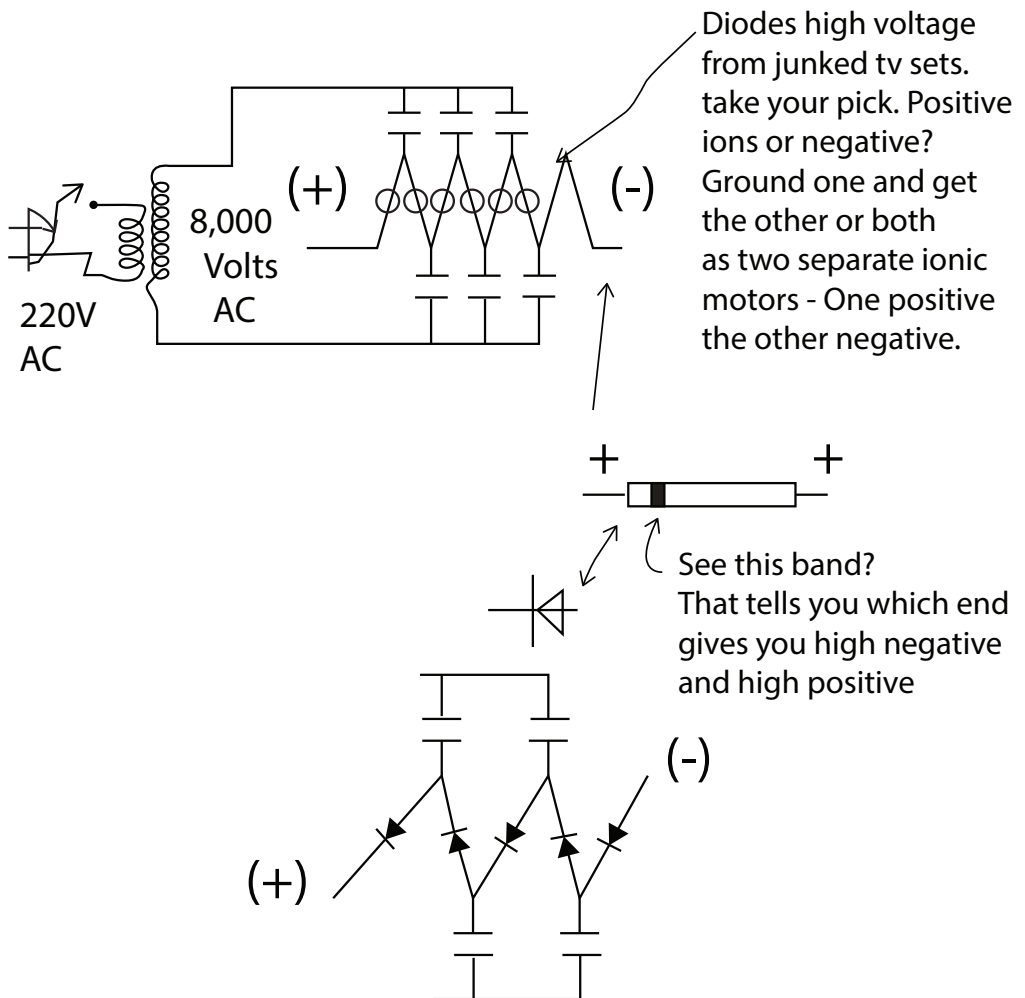 Diodes high voltage
from junked tv sets.
take your pick. Positive
ions or negative?
Ground one and get
the other or both
as two separate ionic
motors - One positive
the other negative.
(+)
(-)
8,000
Volts
AC
220V
AC
+
+
See this band?
That tells you which end
gives you high negative
and high positive
(-)
(+)